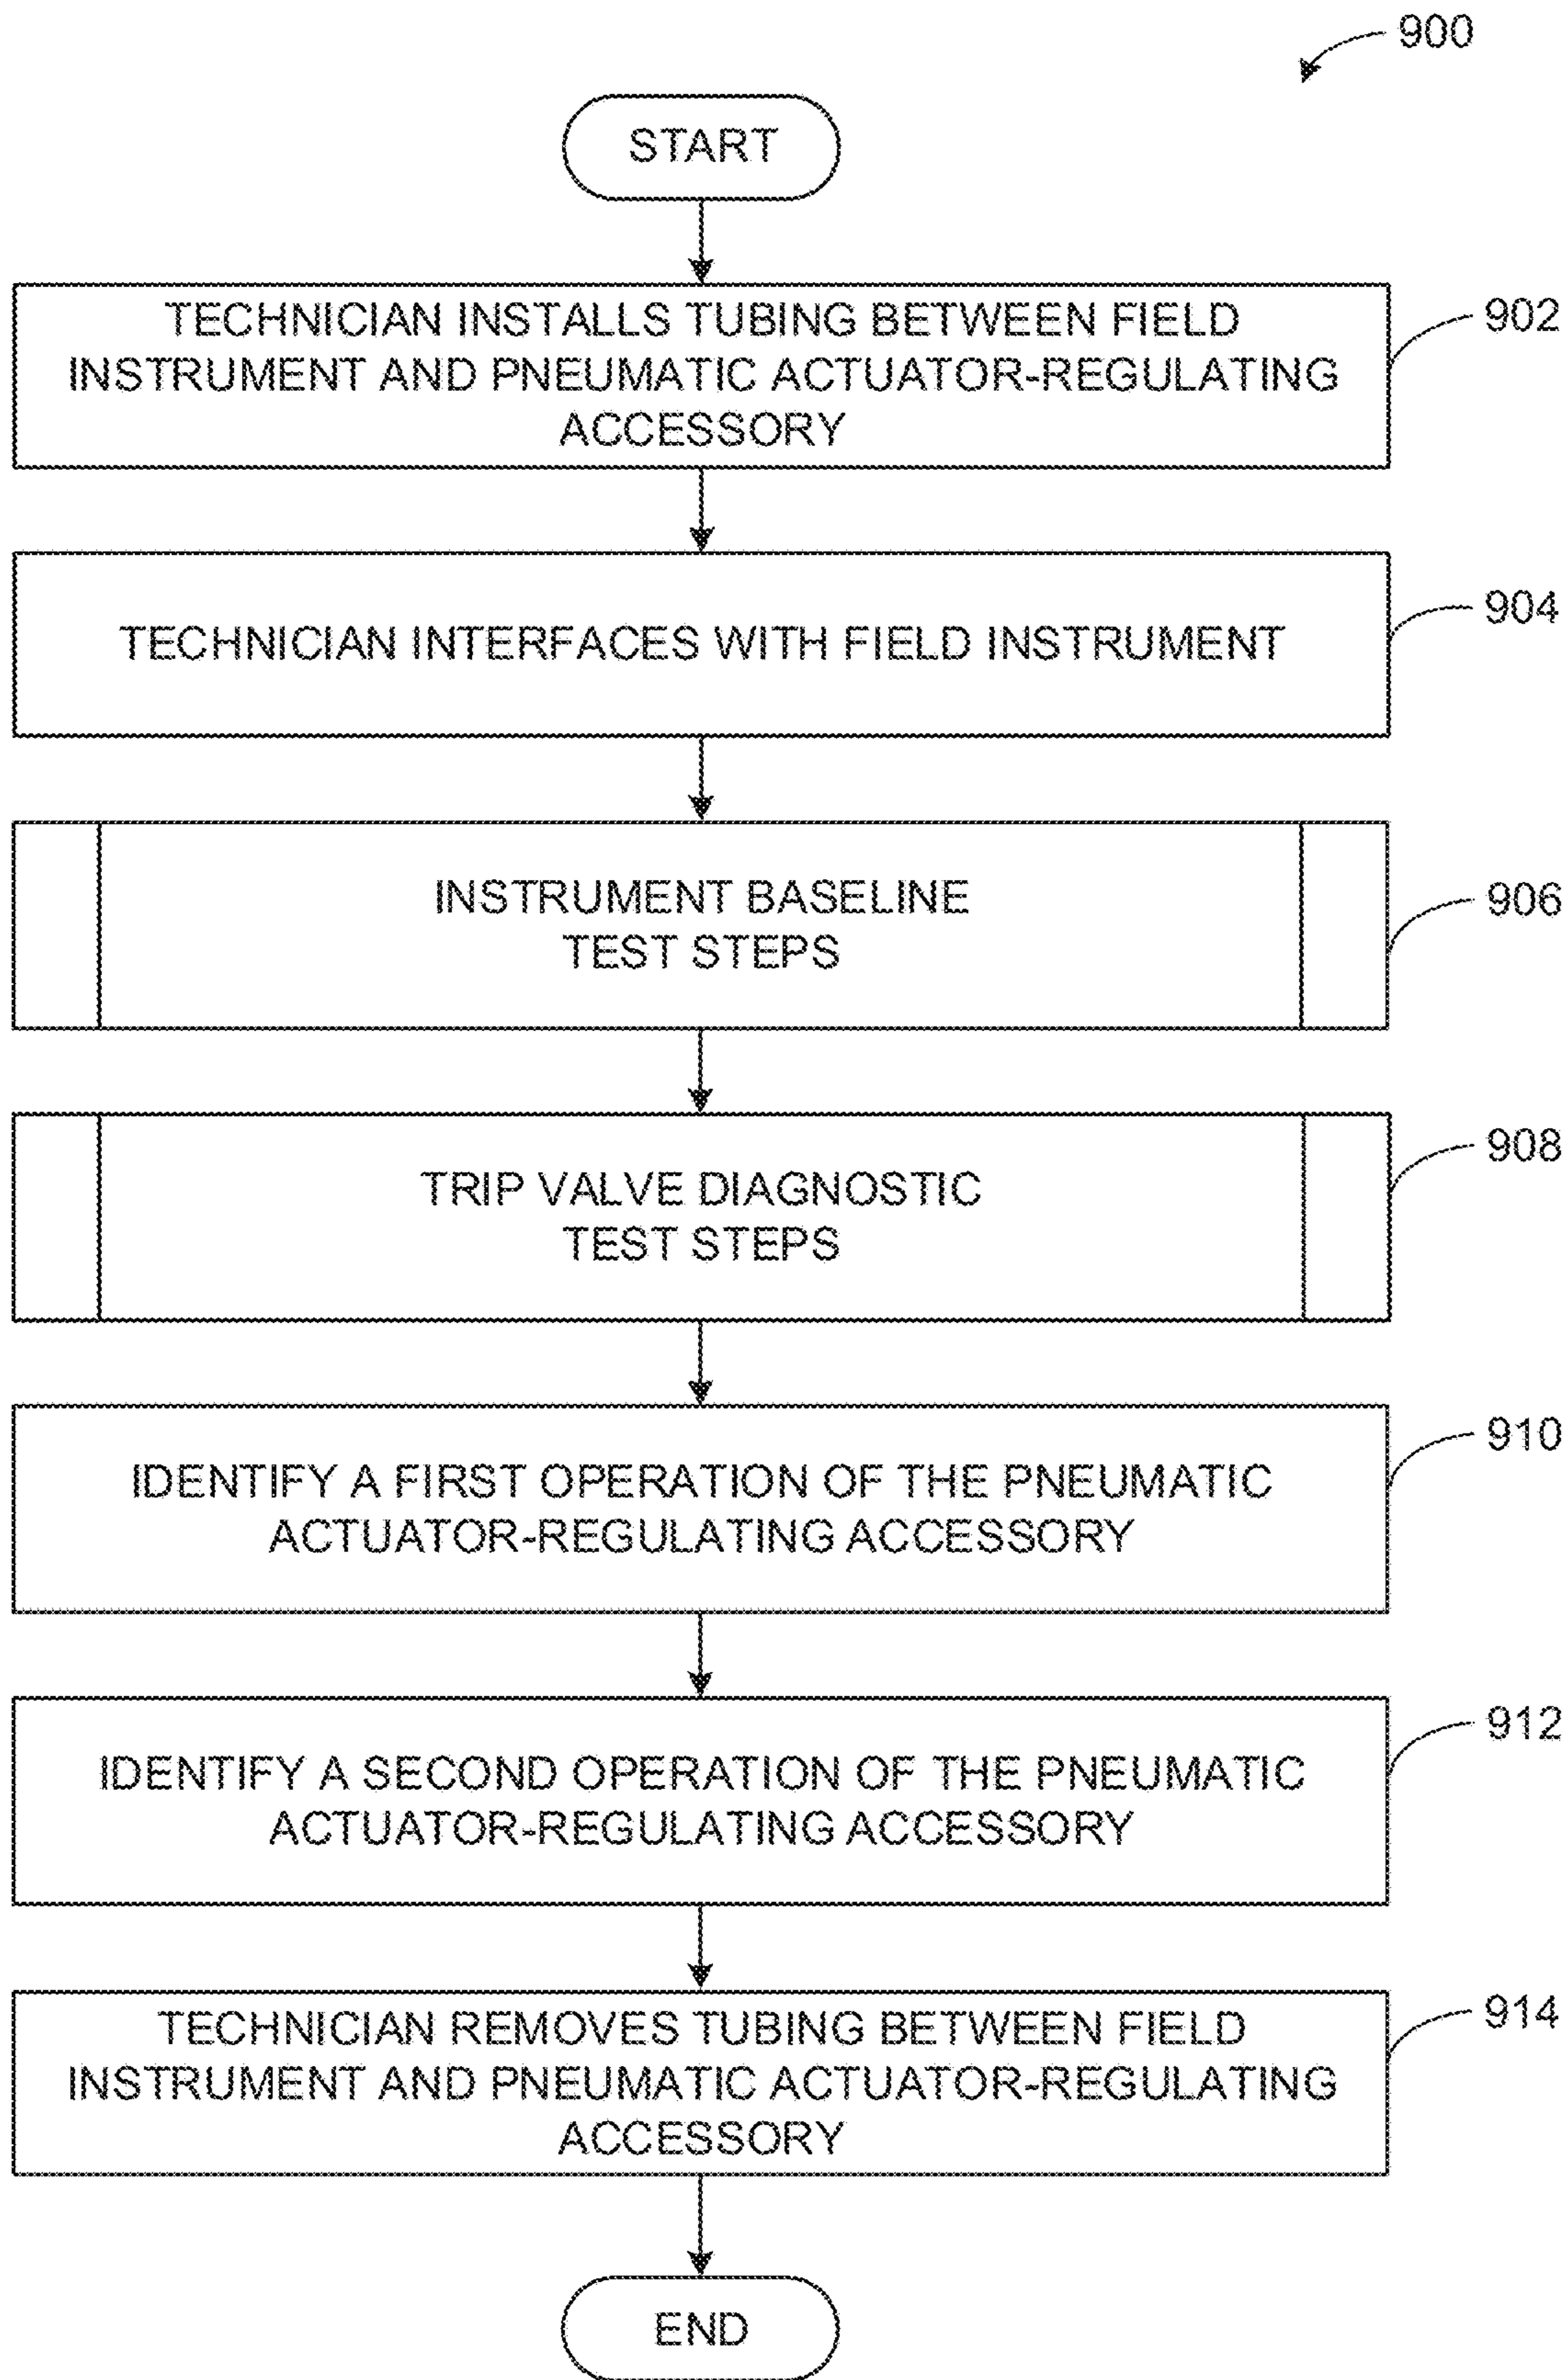 900
START
TECHNICIAN INSTALLS TUBING BETWEEN FIELD
INSTRUMENT AND PNEUMATIC ACTUATOR-REGULATING
ACCESSORY
902
TECHNICIAN INTERFACES WITH FIELD INSTRUMENT
904
INSTRUMENT BASELINE
TEST STEPS
906
TRIP VALVE DIAGNOSTIC
TEST STEPS
908
IDENTIFY A FIRST OPERATION OF THE PNEUMATIC
ACTUATOR-REGULATING ACCESSORY
910
IDENTIFY A SECOND OPERATION OF THE PNEUMATIC
ACTUATOR-REGULATING ACCESSORY
912
TECHNICIAN REMOVES TUBING BETWEEN FIELD
INSTRUMENT AND PNEUMATIC ACTUATOR-REGULATING
ACCESSORY
914
END